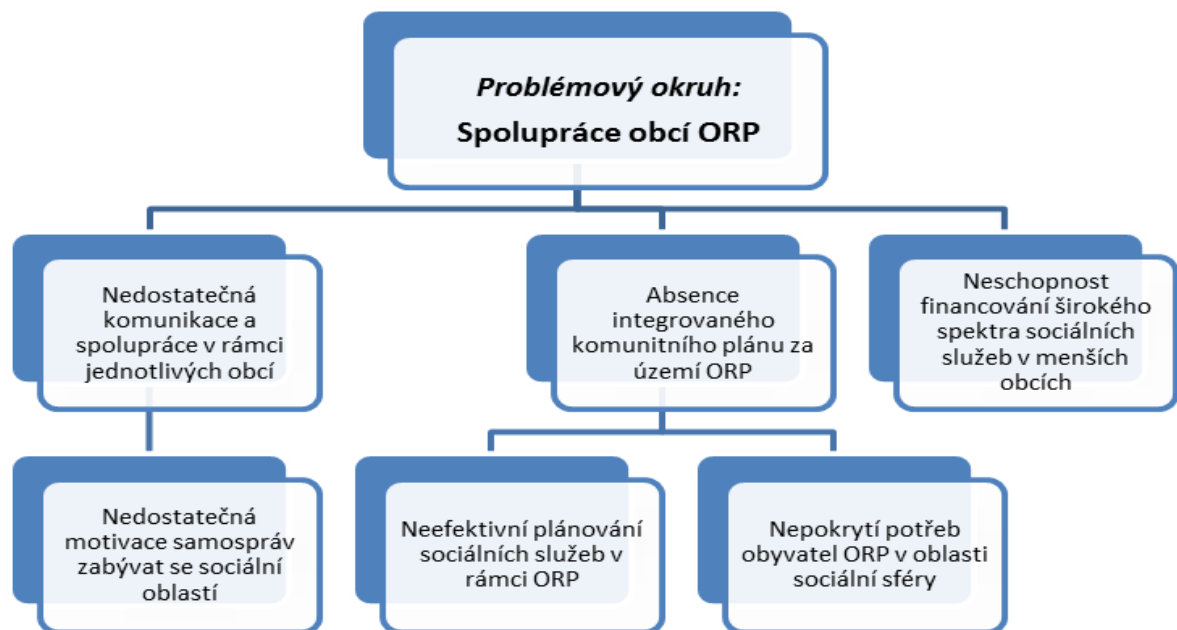 Problémový okruh:
Spolupráce obcí ORP
Nedostatečná
komunikace a
spolupráce v rámci
jednotlivých obcí
Absence
integrovaného
komunitního plánu za
území ORP
Neschopnost
financování širokého
spektra sociálních
služeb v menších
obcích
Nedostatečná
motivace samospráv
zabývat se sociální
oblastí
Neefektivní plánování
sociálních služeb v
rámci ORP
Nepokrytí potřeb
obyvatel ORP v oblasti
sociální sféry